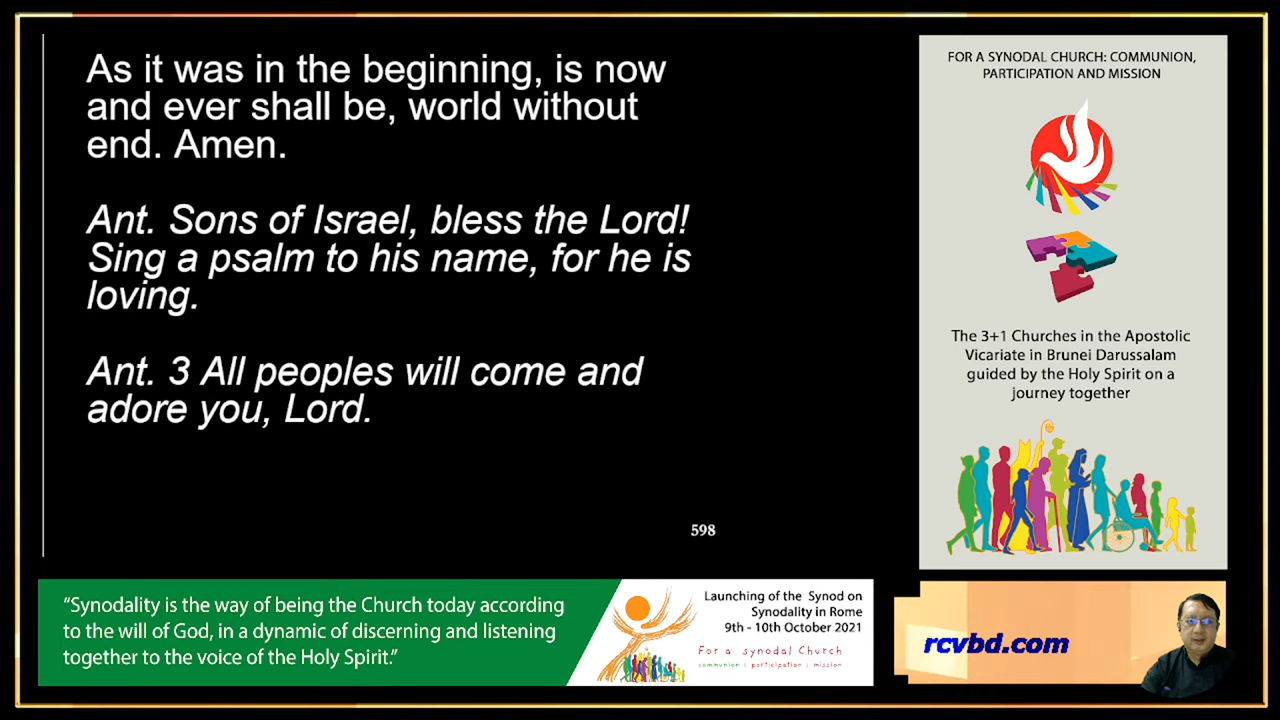 As it was in the beginning, is now
and ever shall be, world without
end. Amen.
Ant. Sons of Israel, bless the Lord!
Sing a psalm to his name, for he is
loving.
Ant. 3 All peoples will come and
adore you, Lord.
598
FOR A SYNODAL CHURCH: COMMUNION,
PARTICIPATION AND MISSION
The 3+1 Churches in the Apostolic
Vicariate in Brunei Darussalam
guided by the Holy Spirit on a
journey together
“Synodality is the way of being the Church today according
to the will of God, in a dynamic of discerning and listening
together to the voice of the Holy Spirit.”
Launching of the Synod on
Synodality in Rome
9th - 10th October 2021
For a synodal Church
communion | participation | mission
rcvbd.com